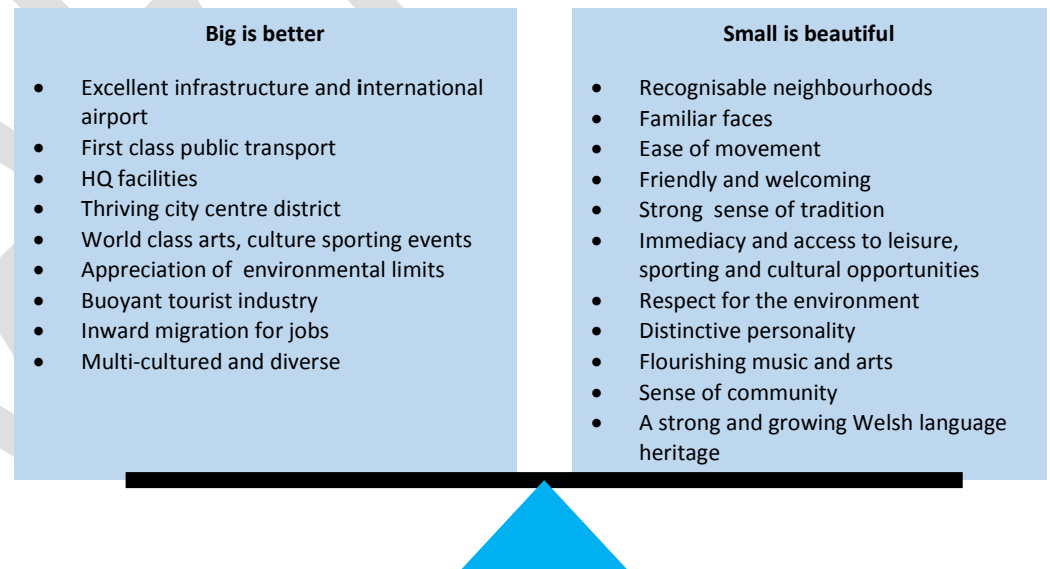 Big is better
• Excellent infrastructure and international
airport
• First class public transport
• HQ facilities
• Thriving city centre district
• World class arts, culture sporting events
• Appreciation of environmental limits
• Buoyant tourist industry
• Inward migration for jobs
• Multi-cultured and diverse
Small is beautiful
• Recognisable neighbourhoods
• Familiar faces
• Ease of movement
• Friendly and welcoming
• Strong sense of tradition
• Immediacy and access to leisure,
sporting and cultural opportunities
• Respect for the environment
• Distinctive personality
• Flourishing music and arts
• Sense of community
• A strong and growing Welsh language
heritage